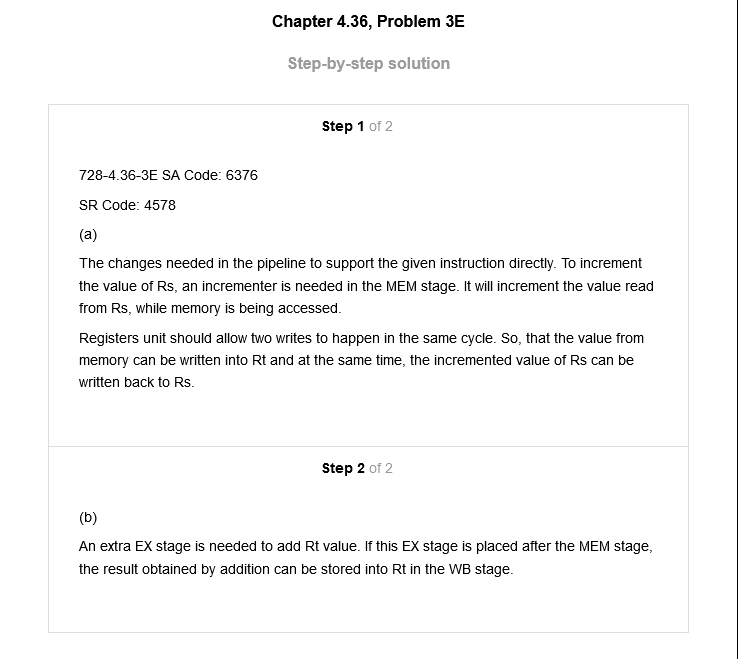 Chapter 4.36, Problem 3E
Step-by-step solution
Step 1 of 2
728-4.36-3E SA Code: 6376
SR Code: 4578
(a)
The changes needed in the pipeline to support the given instruction directly. To increment
the value of Rs, an incrementer is needed in the MEM stage. It will increment the value read
from Rs, while memory is being accessed.
Registers unit should allow two writes to happen in the same cycle. So, that the value from
memory can be written into Rt and at the same time, the incremented value of Rs can be
written back to Rs.
Step 2 of 2
(b)
An extra EX stage is needed to add Rt value. If this EX stage is placed after the MEM stage,
the result obtained by addition can be stored into Rt in the WB stage.